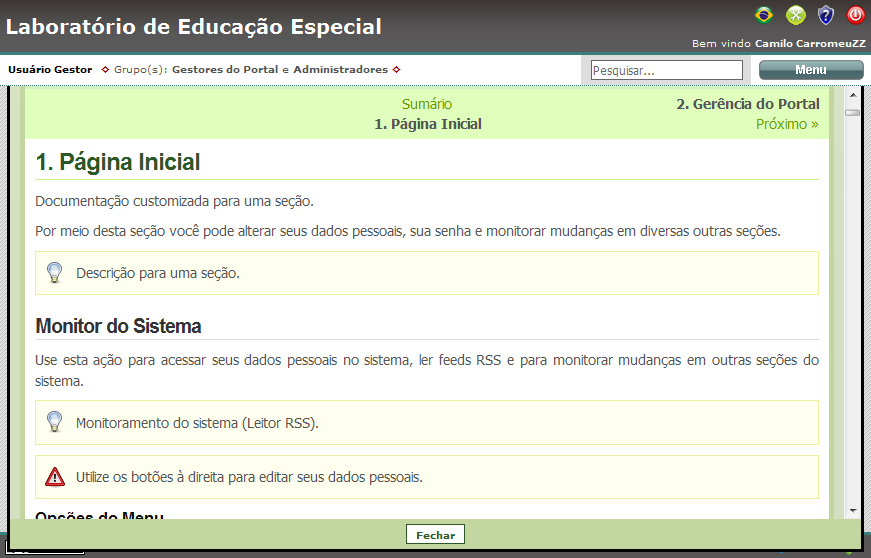 Laboratório de Educação Especial
Bem vindo Camilo CarromeuZZ
Usuário Gestor Grupo(s): Gestores do Portal e Administradores
Pesquisar...
Menu
Sumário
2. Gerência do Portal
1. Página Inicial
Próximo »
1. Página Inicial
Documentação customizada para uma seção.
Por meio desta seção você pode alterar seus dados pessoais, sua senha e monitorar mudanças em diversas outras seções.
Descrição para uma seção.
Monitor do Sistema
Use esta ação para acessar seus dados pessoais no sistema, ler feeds RSS e para monitorar mudanças em outras seções do
sistema.
Monitoramento do sistema (Leitor RSS).
Utilize os botões à direita para editar seus dados pessoais.
Opções do Menu
Fechar